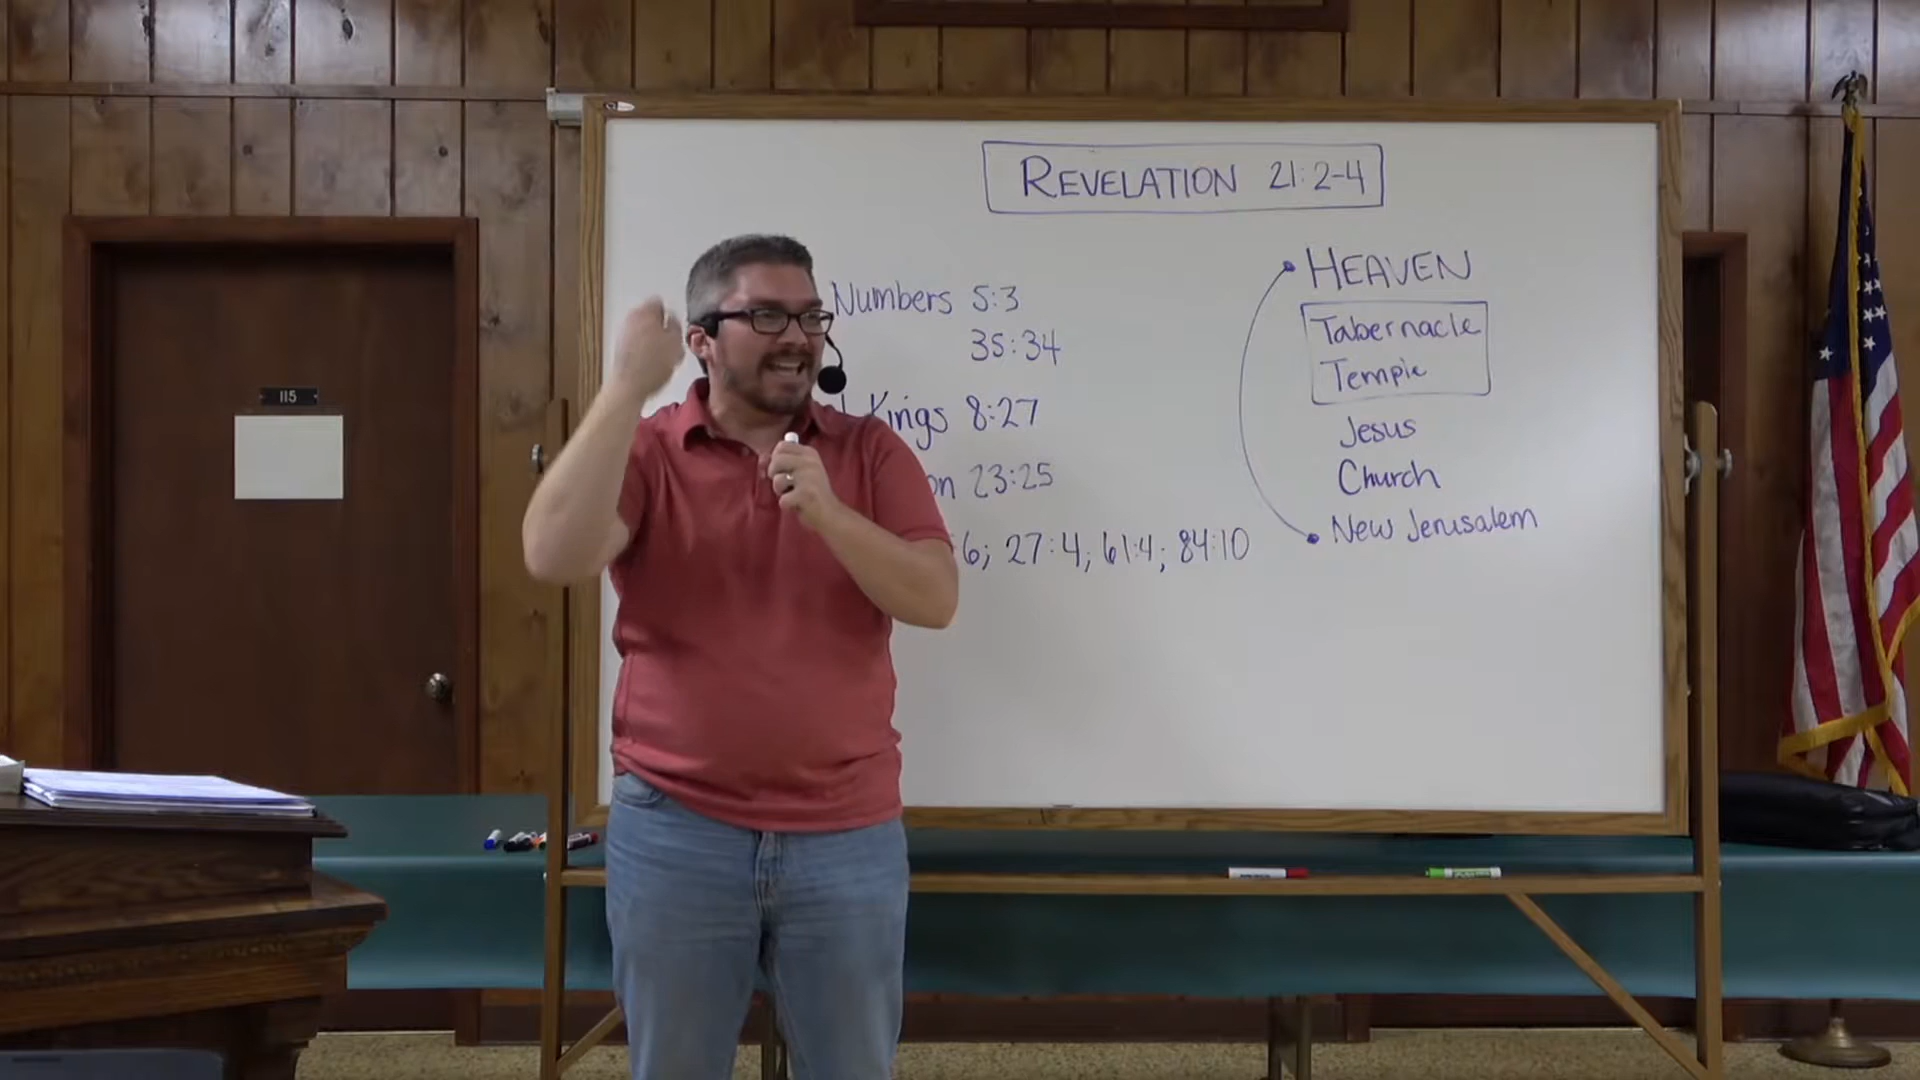 REVELATION 21:2-4
Numbers 5:3
35:34
Kings 8:27
on 23:25
6; 27:4; 61:4; 84:10
HEAVEN
Tabernacle
Temple
Jesus
Church
New Jerusalem
115